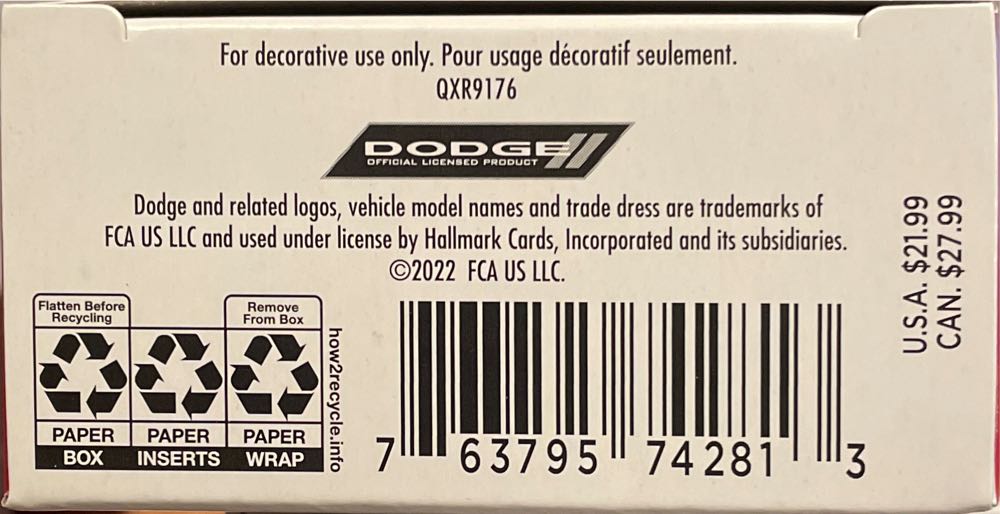 For decorative use only. Pour usage décoratif seulement.
QXR9176
DODGE
OFFICIAL LICENSED PRODUCT
Dodge and related logos, vehicle model names and trade dress are trademarks of
FCA US LLC and used under license by Hallmark Cards, Incorporated and its subsidiaries.
©2022 FCA US LLC.
U.S.A. $21.99
CAN. $27.99
Flatten Before
Recycling
Remove
From Box
PAPER PAPER PAPER
BOX INSERTS WRAP
how2recycle.info
7 63795 74281 3